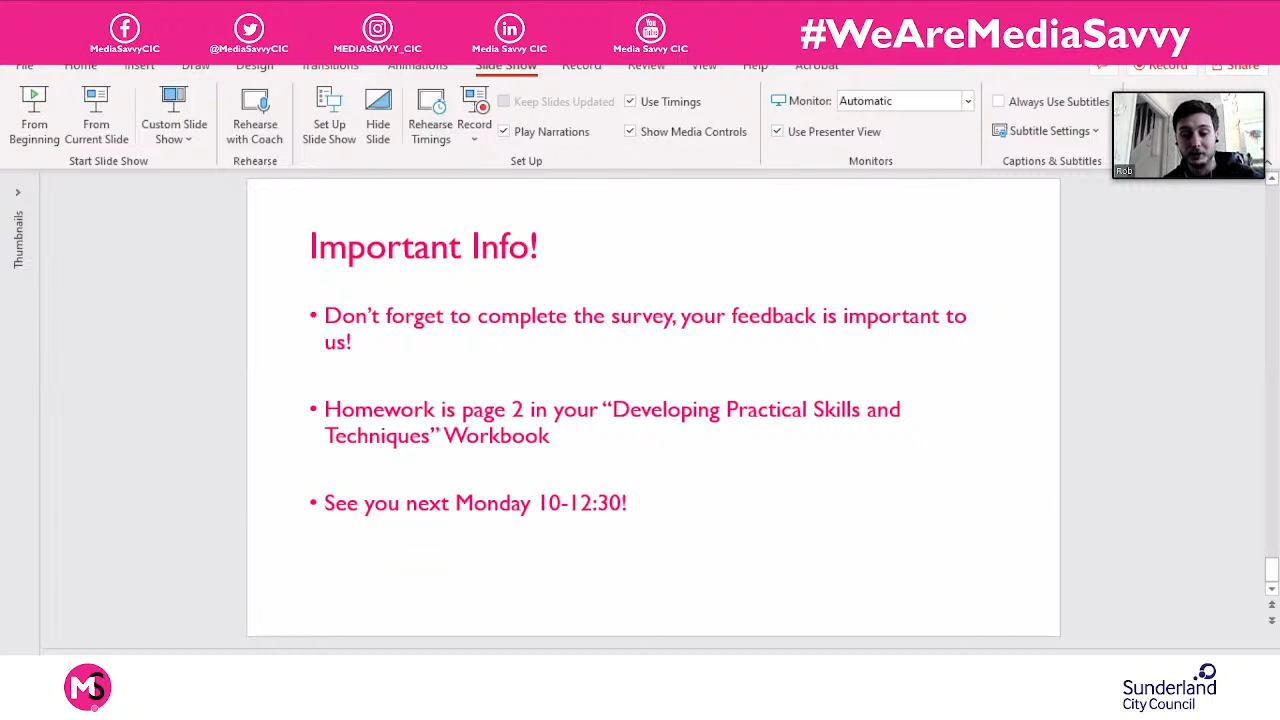 #WeAreMediaSavvy
MediaSavvyCIC
@MediaSavvyCIC
MEDIASAVVY_CIC
Media Savvy CIC
Media Savvy CIC
File Home Insert Draw Design Transitions Animations Slide Show Record Review View Help Acrobat
Record
Share
From Beginning
From Current Slide
Custom Slide Show
Start Slide Show
Rehearse with Coach
Rehearse
Set Up Slide Show
Hide Slide
Rehearse Timings
Record
Keep Slides Updated
Use Timings
Play Narrations
Show Media Controls
Set Up
Monitor: Automatic
Use Presenter View
Monitors
Always Use Subtitles
Subtitle Settings
Captions & Subtitles
Rob
Thumbnails
Important Info!
• Don’t forget to complete the survey, your feedback is important to
us!
• Homework is page 2 in your “Developing Practical Skills and
Techniques” Workbook
• See you next Monday 10-12:30!
MS
Sunderland
City Council